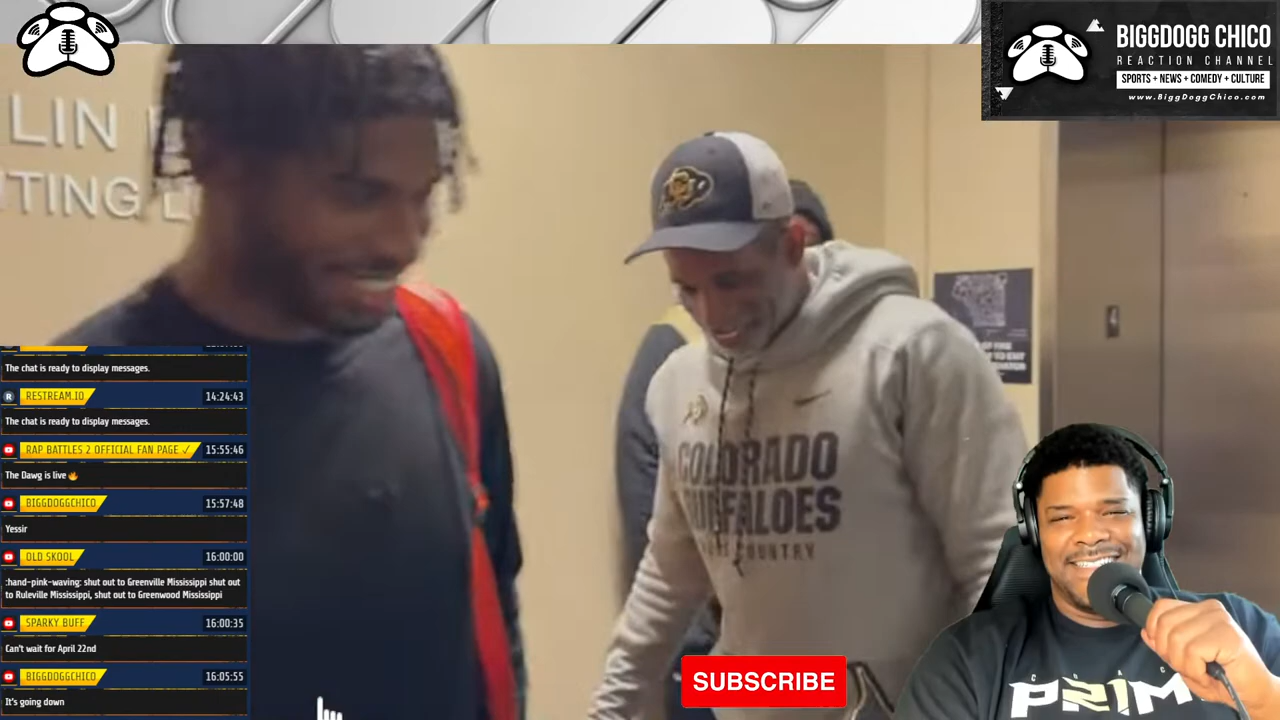 BIGGDOGG CHICO
REACTION CHANNEL
SPORTS + NEWS + COMEDY + CULTURE
www.BiggDoggChico.com
LIN
TING
4
COLORADO
BUFFALOES
COUNTRY
The chat is ready to display messages.
R RESTREAM.IO 14:24:43
The chat is ready to display messages.
RAP BATTLES 2 OFFICIAL FAN PAGE ✓ 15:55:46
The Dawg is live 🔥
BIGGDOGGCHICO 15:57:48
Yessir
OLD SKOOL 16:00:00
:hand-pink-waving: shut out to Greenville Mississippi shut out
to Ruleville Mississippi, shut out to Greenwood Mississippi
SPARKY BUFF 16:00:35
Can't wait for April 22nd
BIGGDOGGCHICO 16:05:55
It's going down
SUBSCRIBE
COAC
PRIM